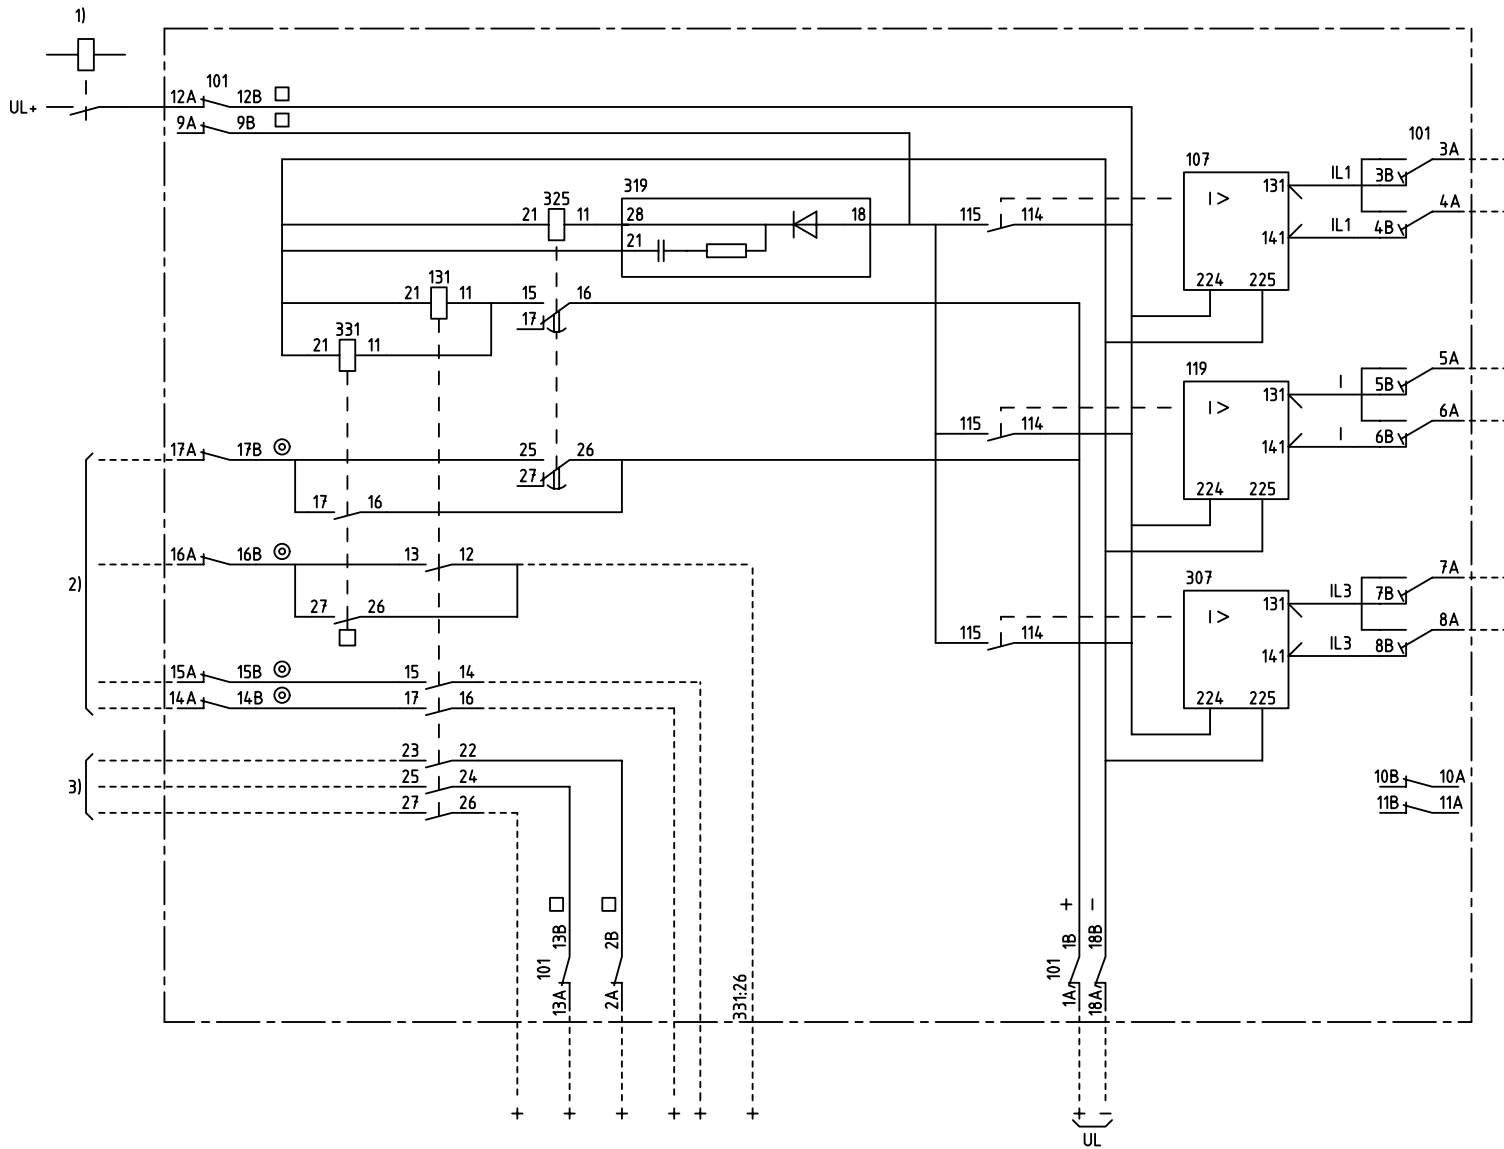 1)
UL+
12A 101 12B
9A 9B
101
3A
107
131 IL1 3B
I>
4A
141 IL1 4B
224 225
319
325
21 11 28 18 115 114
21
131
21 11 15 16
17
331
21 11
119
5A
131 I 5B
I>
6A
115 114
141 I 6B
224 225
2)
17A 17B 25 26
27
17 16
16A 16B 13 12
27 26
307
7A
131 IL3 7B
I>
8A
115 114
141 IL3 8B
224 225
15A 15B 15 14
14A 14B 17 16
3)
23 22
25 24
27 26
10B 10A
11B 11A
+ −
13B 2B 1B 18B
101 101
13A 2A 331:26 1A 18A
+ + + + + + + −
UL